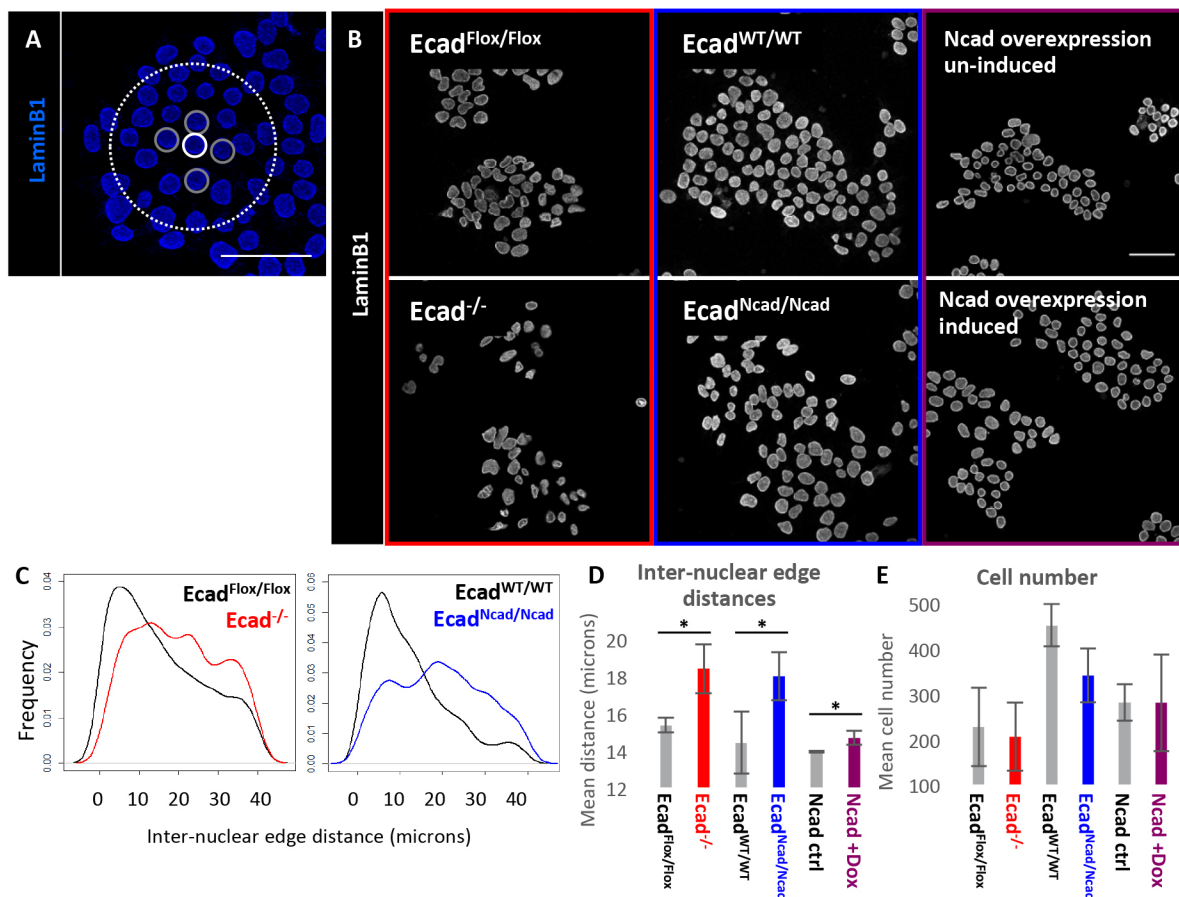 A
LaminB1
B
LaminB1
Ecad^Flox/Flox
Ecad^WT/WT
Ncad overexpression
un-induced
Ecad^-/-
Ecad^Ncad/Ncad
Ncad overexpression
induced
C
Frequency
0.04
0.03
0.02
0.01
0.00
Ecad^Flox/Flox
Ecad^-/-
0 10 20 30 40
0.06
0.05
0.04
0.03
0.02
0.01
0.00
Ecad^WT/WT
Ecad^Ncad/Ncad
0 10 20 30 40
Inter-nuclear edge distance (microns)
D
Inter-nuclear edge
distances
Mean distance (microns)
20
18
16
14
12
*
*
*
Ecad^Flox/Flox
Ecad^-/-
Ecad^WT/WT
Ecad^Ncad/Ncad
Ncad ctrl
Ncad +Dox
E
Cell number
Mean cell number
500
400
300
200
100
Ecad^Flox/Flox
Ecad^-/-
Ecad^WT/WT
Ecad^Ncad/Ncad
Ncad ctrl
Ncad +Dox